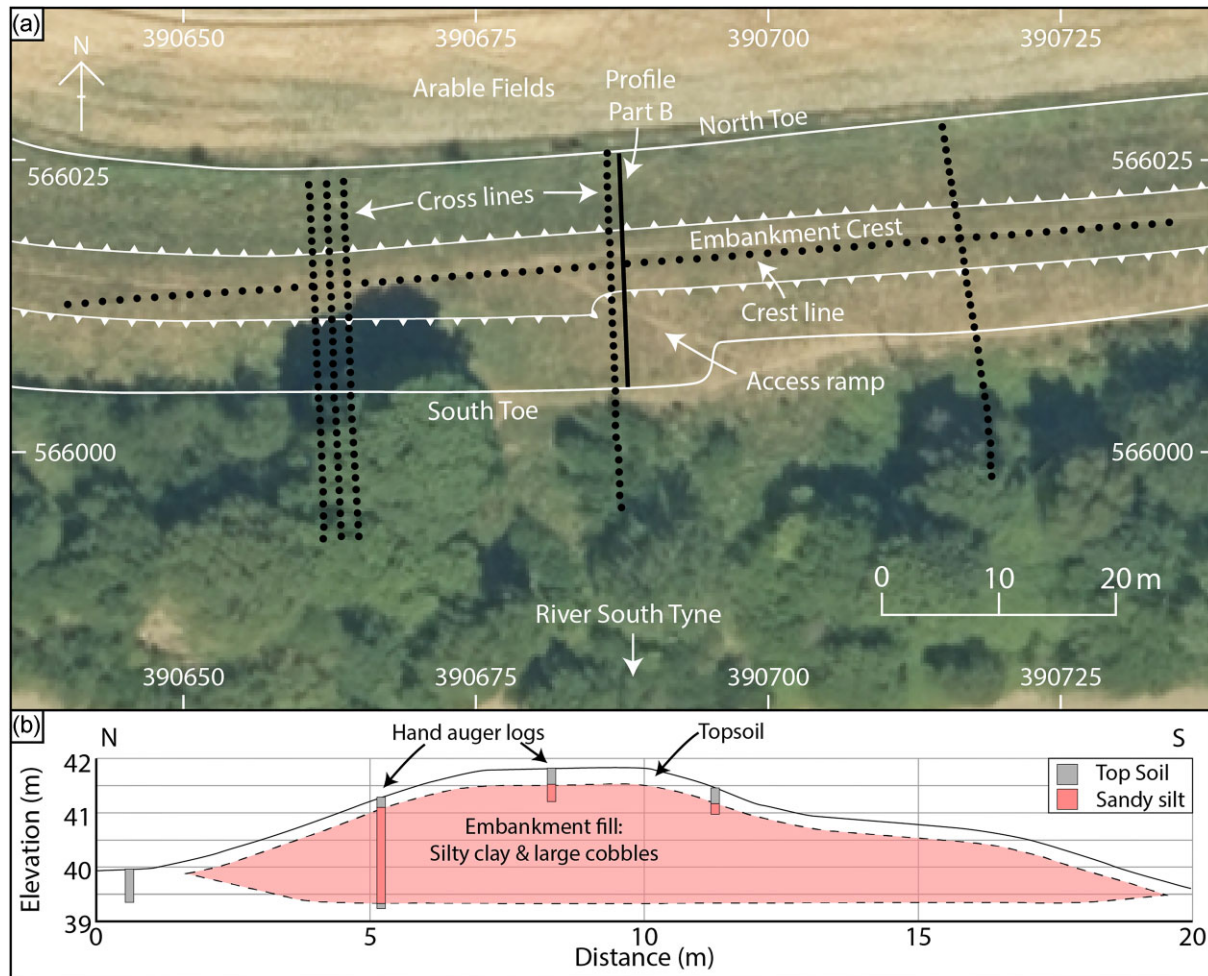 (a)
390650 390675 390700 390725
N
Arable Fields
Profile
Part B
North Toe
566025 566025
Cross lines
Embankment Crest
Crest line
Access ramp
South Toe
566000 566000
0 10 20 m
River South Tyne
390650 390675 390700 390725
(b)
N S
Hand auger logs Topsoil
Top Soil
Sandy silt
Embankment fill:
Silty clay & large cobbles
Elevation (m)
42
41
40
39
0 5 10 15 20
Distance (m)